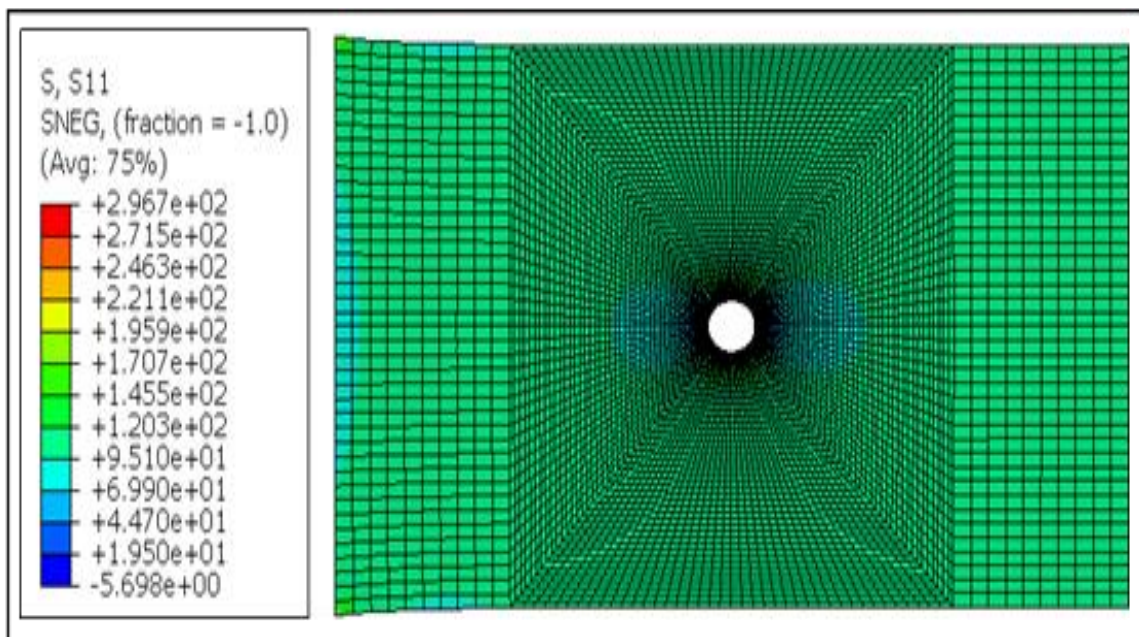 S, S11
SNEG, (fraction = -1.0)
(Avg: 75%)
+2.967e+02
+2.715e+02
+2.463e+02
+2.211e+02
+1.959e+02
+1.707e+02
+1.455e+02
+1.203e+02
+9.510e+01
+6.990e+01
+4.470e+01
+1.950e+01
-5.698e+00